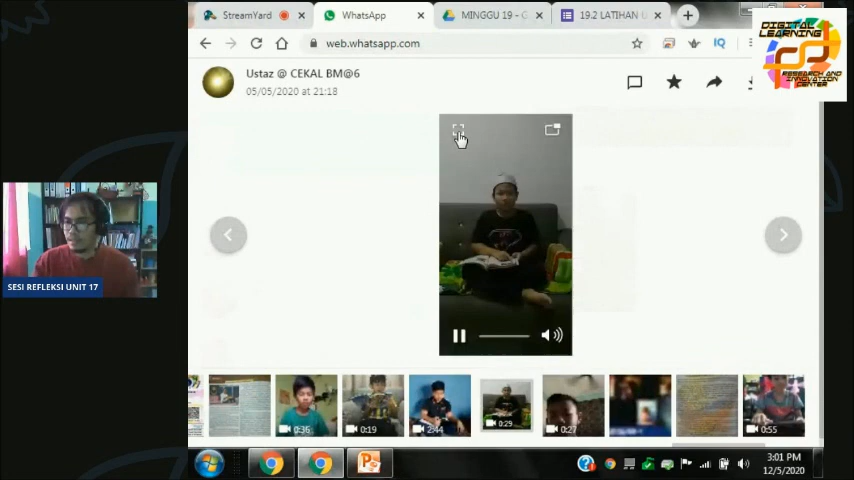 StreamYard
WhatsApp
MINGGU 19 - G
19.2 LATIHAN
web.whatsapp.com
IQ
DIGITAL
LEARNING
RESEARCH AND
INNOVATION
CENTER
Ustaz @ CEKAL BM@6
05/05/2020 at 21:18
SESI REFLEKSI UNIT 17
0:36
0:19
2:44
0:29
0:27
0:55
3:01 PM
12/5/2020